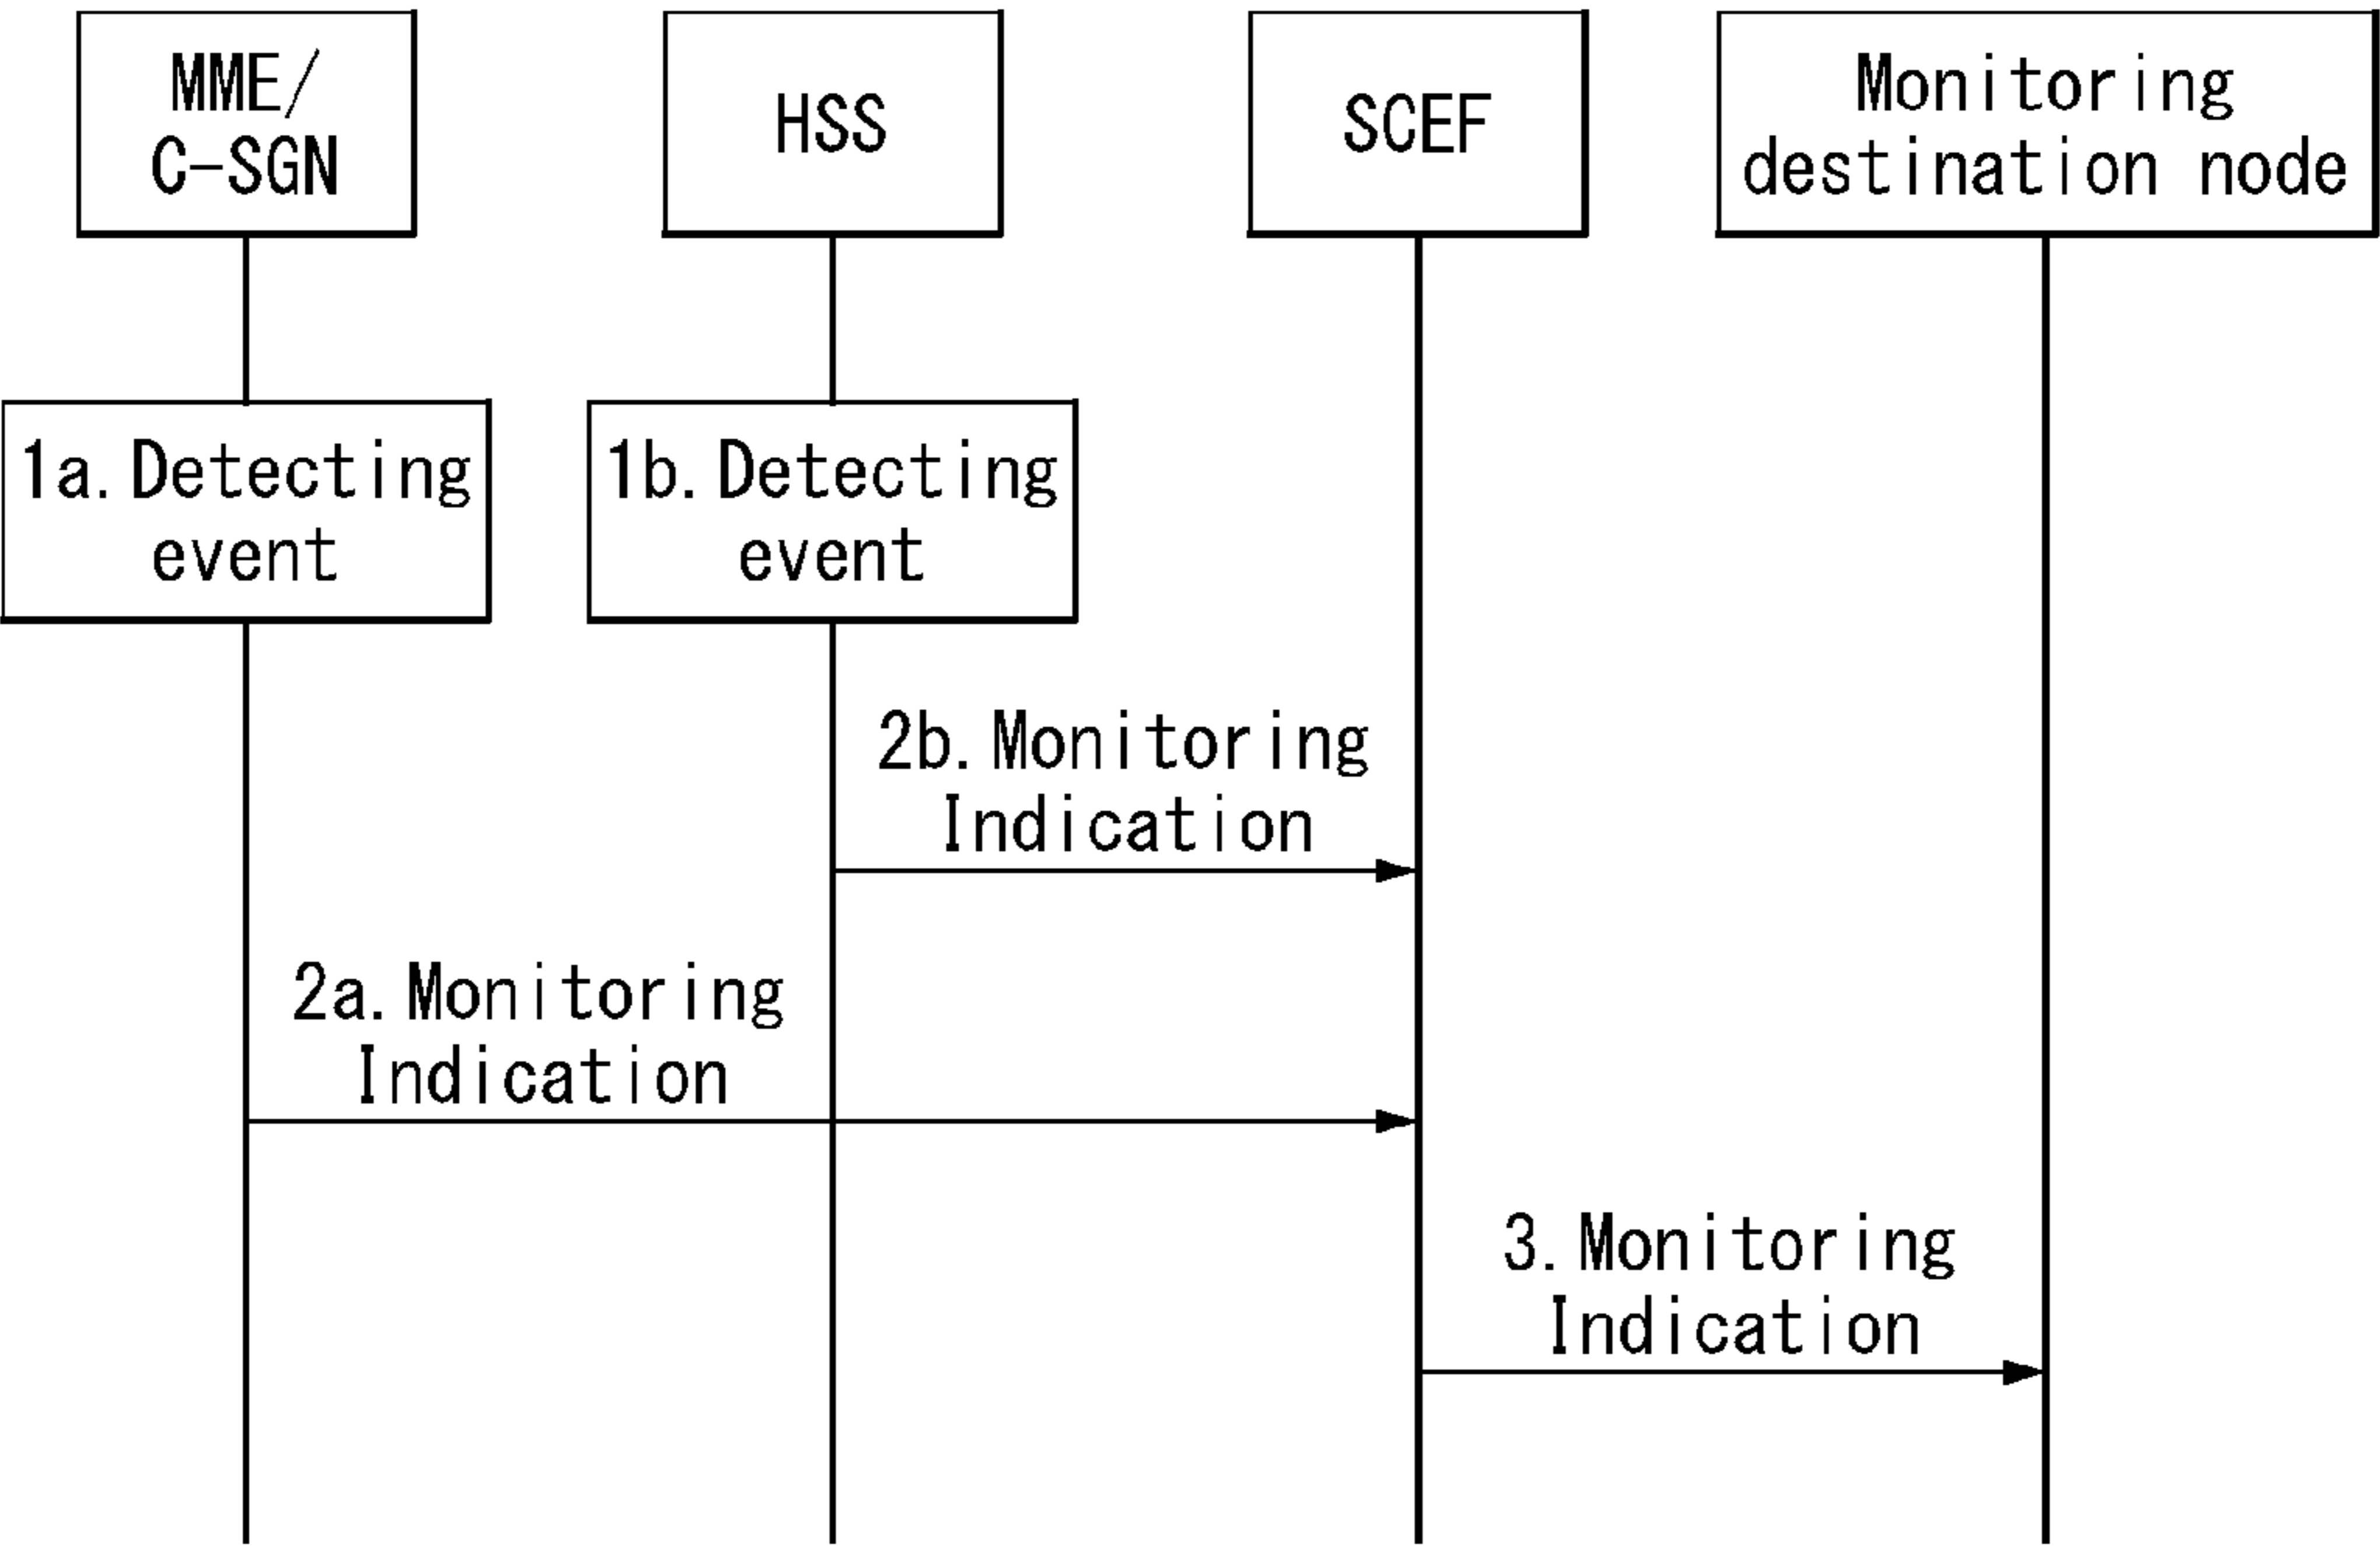 MME/
C-SGN
HSS
SCEF
Monitoring
destination node
1a. Detecting
event
1b. Detecting
event
2b. Monitoring
Indication
2a. Monitoring
Indication
3. Monitoring
Indication